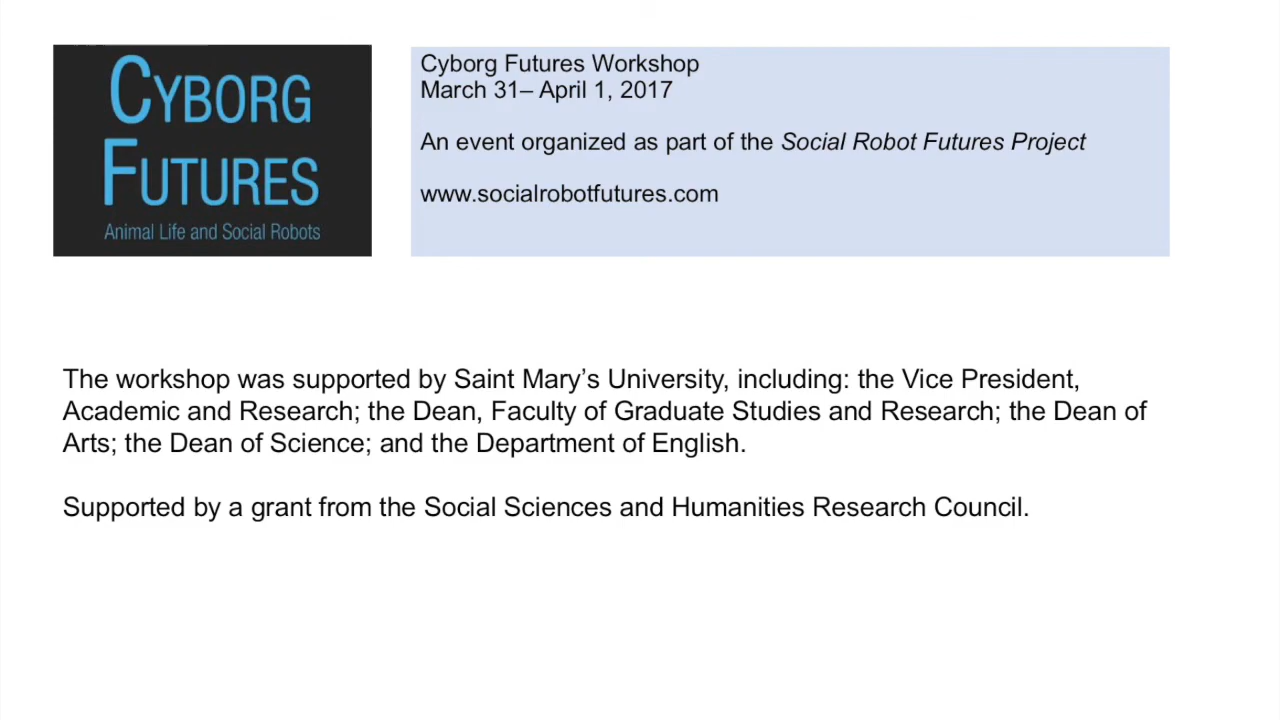 CYBORG
FUTURES
Animal Life and Social Robots
Cyborg Futures Workshop
March 31– April 1, 2017
An event organized as part of the Social Robot Futures Project
www.socialrobotfutures.com
The workshop was supported by Saint Mary’s University, including: the Vice President,
Academic and Research; the Dean, Faculty of Graduate Studies and Research; the Dean of
Arts; the Dean of Science; and the Department of English.
Supported by a grant from the Social Sciences and Humanities Research Council.